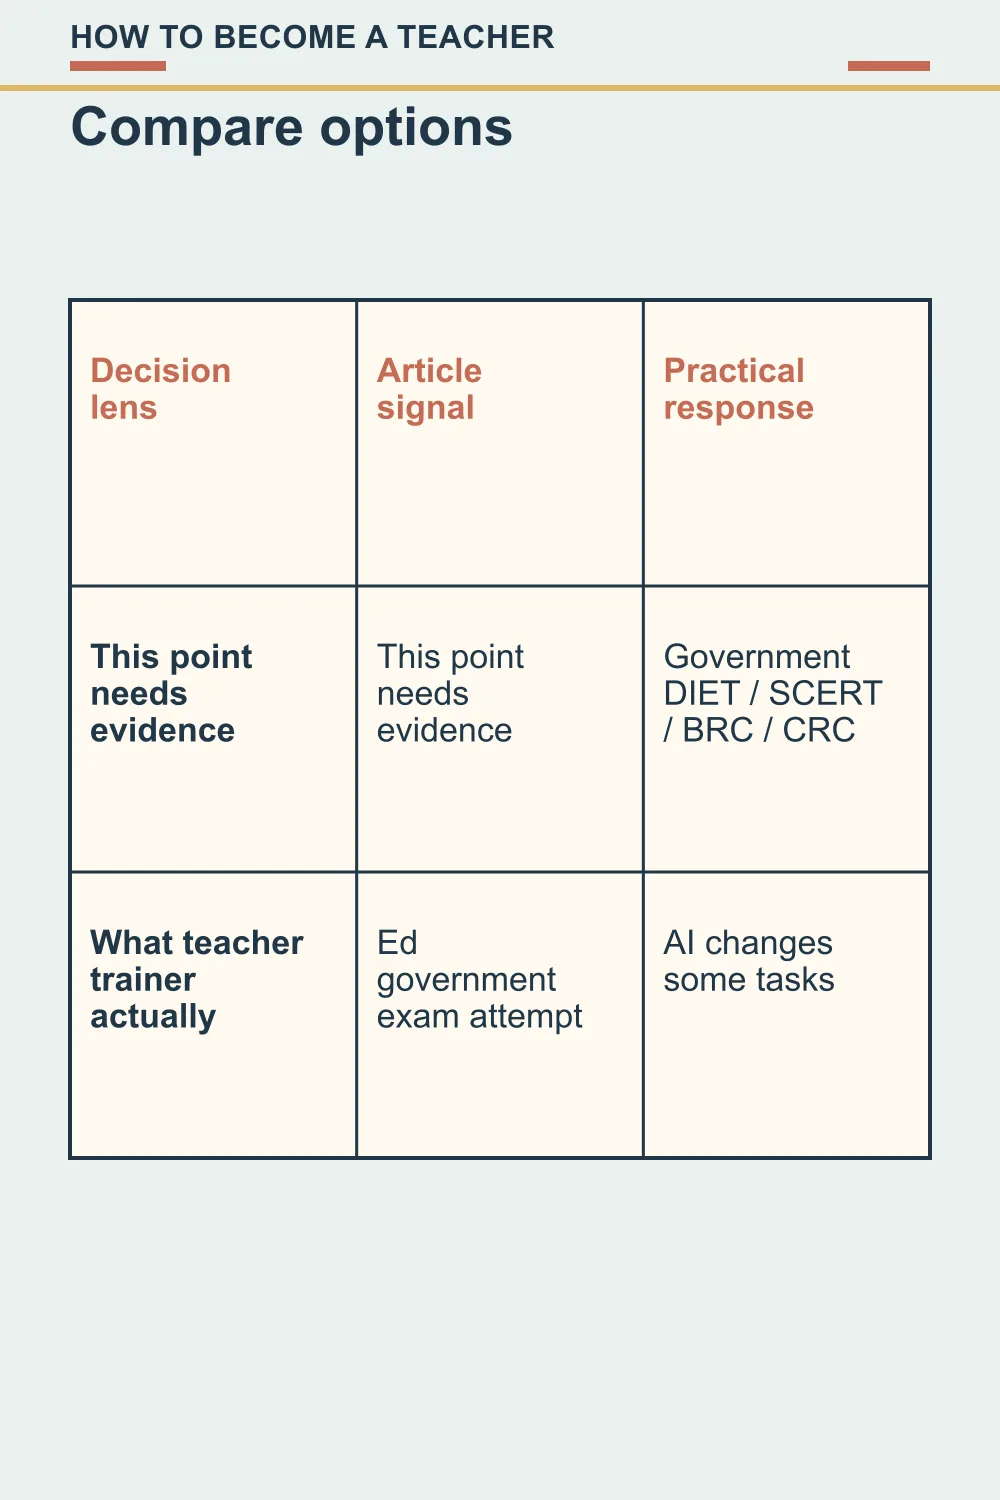 HOW TO BECOME A TEACHER
Compare options
Decision
lens
Article
signal
Practical
response
This point
needs
evidence
This point
needs
evidence
Government
DIET / SCERT
/ BRC / CRC
What teacher
trainer
actually
Ed
government
exam attempt
AI changes
some tasks